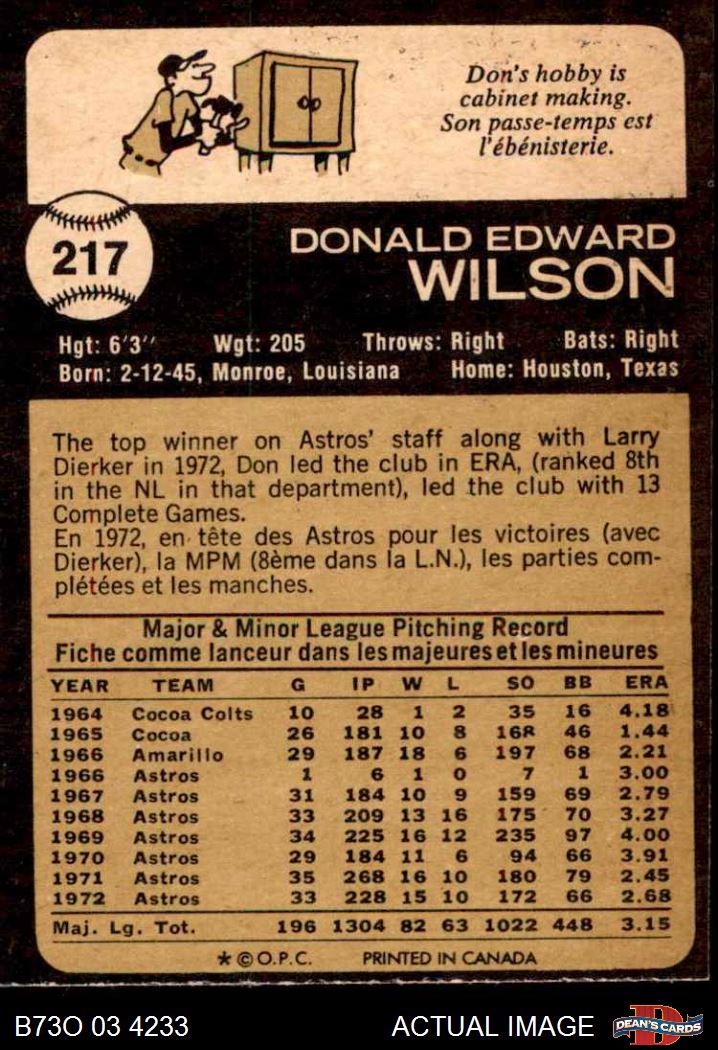 Don's hobby is
cabinet making.
Son passe-temps est
l'ébénisterie.
217
DONALD EDWARD
WILSON
Hgt: 6'3'' Wgt: 205 Throws: Right Bats: Right
Born: 2-12-45, Monroe, Louisiana Home: Houston, Texas
The top winner on Astros' staff along with Larry
Dierker in 1972, Don led the club in ERA, (ranked 8th
in the NL in that department), led the club with 13
Complete Games.
En 1972, en tête des Astros pour les victoires (avec
Dierker), la MPM (8ème dans la L.N.), les parties com-
plétées et les manches.
Major & Minor League Pitching Record
Fiche comme lanceur dans les majeures et les mineures
YEAR TEAM G IP W L SO BB ERA
1964 Cocoa Colts 10 28 1 2 35 16 4.18
1965 Cocoa 26 181 10 8 168 46 1.44
1966 Amarillo 29 187 18 6 197 68 2.21
1966 Astros 1 6 1 0 7 1 3.00
1967 Astros 31 184 10 9 159 69 2.79
1968 Astros 33 209 13 16 175 70 3.27
1969 Astros 34 225 16 12 235 97 4.00
1970 Astros 29 184 11 6 94 66 3.91
1971 Astros 35 268 16 10 180 79 2.45
1972 Astros 33 228 15 10 172 66 2.68
Maj. Lg. Tot. 196 1304 82 63 1022 448 3.15
* © O.P.C. PRINTED IN CANADA
B73O 03 4233 ACTUAL IMAGE DEAN'S CARDS